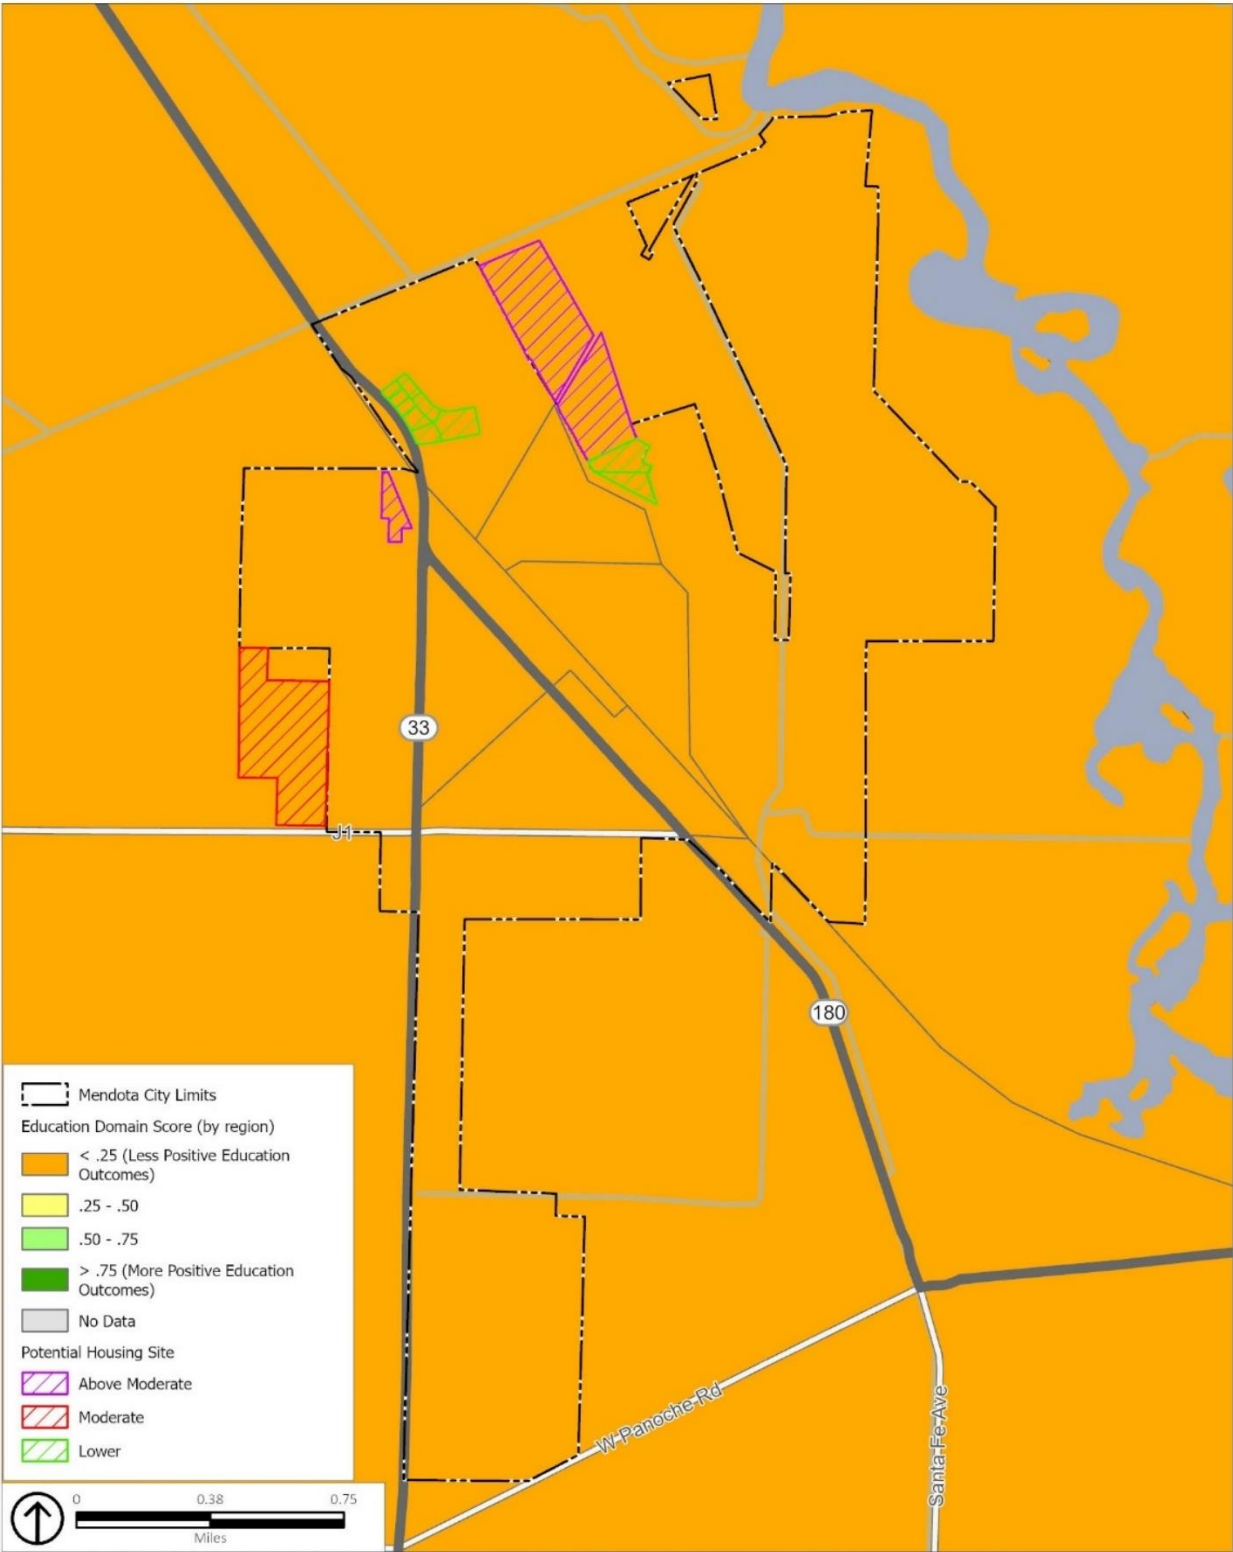 33
J1
180
W Panoche Rd
Santa Fe Ave
Mendota City Limits
Education Domain Score (by region)
< .25 (Less Positive Education
Outcomes)
.25 - .50
.50 - .75
> .75 (More Positive Education
Outcomes)
No Data
Potential Housing Site
Above Moderate
Moderate
Lower
0 0.38 0.75
Miles